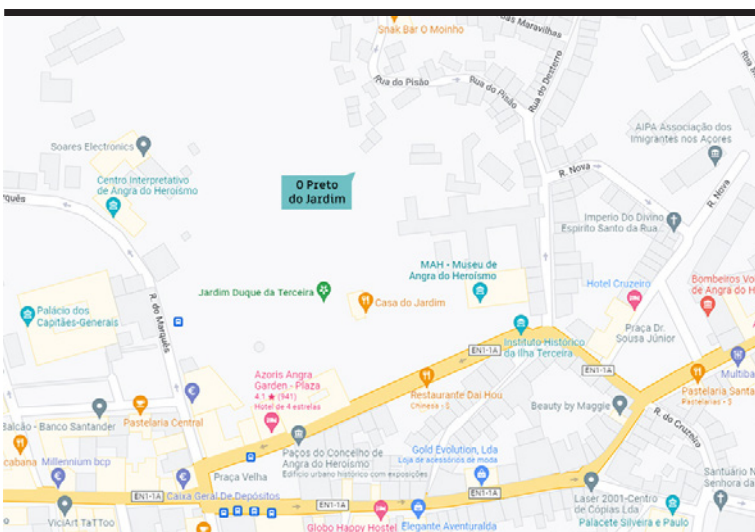 das Maravilhas
Snak Bar O Moinho
Rua do Pisão
Rua do Pisão
Rua do Desterro
Soares Electronics
AIPA Associação dos
Imigrantes nos Açores
Centro Interpretativo
de Angra do Heroísmo
O Preto
do Jardim
R. Nova
R. Nova
Imperio Do Divino
Espirito Santo da Rua...
MAH - Museu de
Angra do Heroísmo
Jardim Duque da Terceira
Casa do Jardim
Hotel Cruzeiro
Bombeiros Vo
de Angra do H
Palácio dos
Capitães-Generais
R. do Marquês
Praça Dr.
Sousa Júnior
Instituto Histórico
da Ilha Terceira
EN1-1A
EN1-1A
Multiba
Azoris Angra
Garden - Plaza
4.1 ★ (941)
Hotel de 4 estrelas
Restaurante Dai Hou
Chinesa - $
Pastelaria Santa
Pastelarias - $
Beauty by Maggie
Pastelaria Central
Balcão - Banco Santander
R. do Cruzeiro
Paços do Concelho de
Angra do Heroísmo
Edifício urbano histórico com exposições
Gold Evolution, Lda
Loja de acessórios de moda
cabana
Millennium bcp
Praça Velha
Santuário N
Senhora da
EN1-1A
Caixa Geral De Depósitos
EN1-1A
Laser 2001-Centro
de Cópias Lda
ViciArt TaTToo
Globo Happy Hostel
Elegante Aventuralda
Palacete Silveira e Paulo